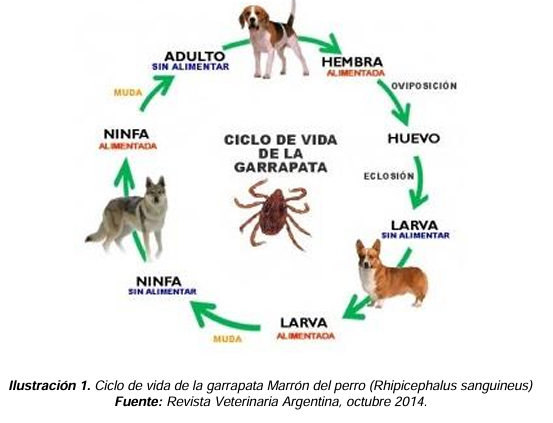 ADULTO
SIN ALIMENTAR
HEMBRA
ALIMENTADA
OVIPOSICIÓN
MUDA
NINFA
ALIMENTADA
CICLO DE VIDA
DE LA
GARRAPATA
HUEVO
ECLOSIÓN
LARVA
SIN ALIMENTAR
NINFA
SIN ALIMENTAR
LARVA
ALIMENTADA
MUDA
Ilustración 1. Ciclo de vida de la garrapata Marrón del perro (Rhipicephalus sanguineus)
Fuente: Revista Veterinaria Argentina, octubre 2014.